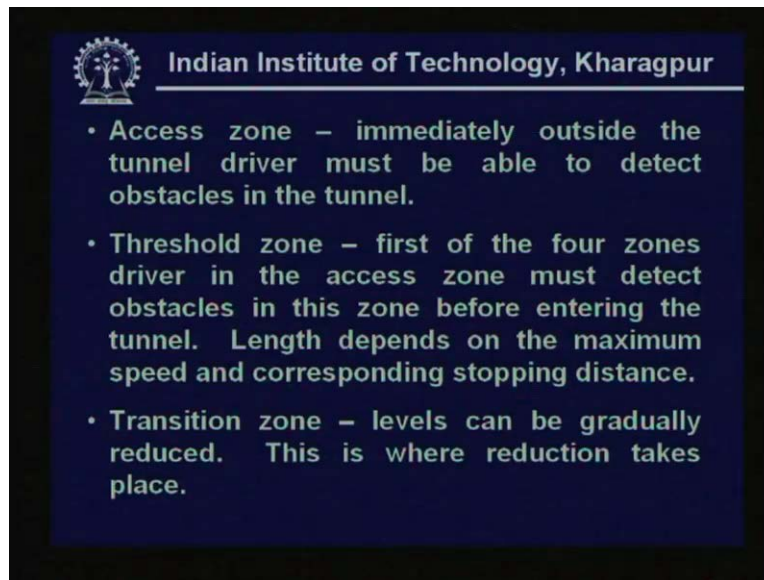 Indian Institute of Technology, Kharagpur
• Access zone – immediately outside the
tunnel driver must be able to detect
obstacles in the tunnel.
• Threshold zone – first of the four zones
driver in the access zone must detect
obstacles in this zone before entering the
tunnel. Length depends on the maximum
speed and corresponding stopping distance.
• Transition zone – levels can be gradually
reduced. This is where reduction takes
place.